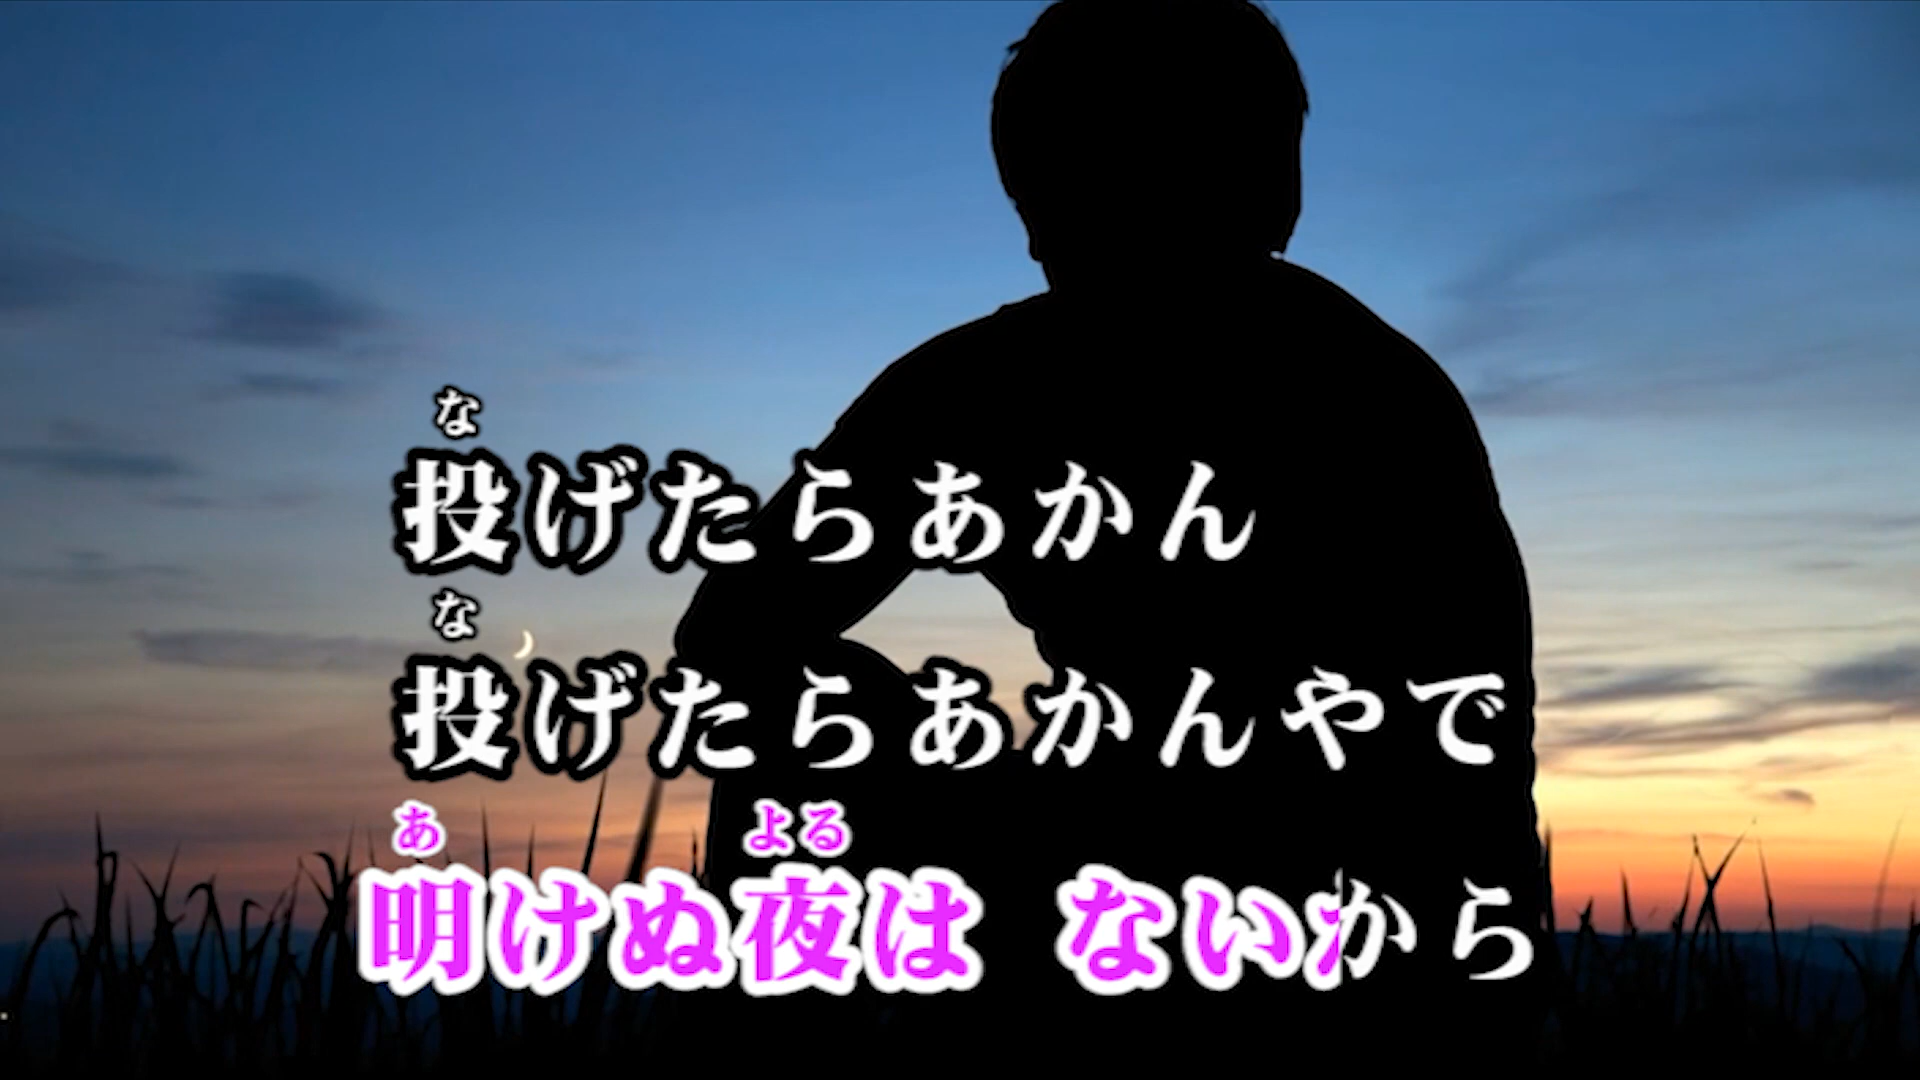 な
投げたらあかん
な
投げたらあかんやで
あ よる
明けぬ夜は ないから